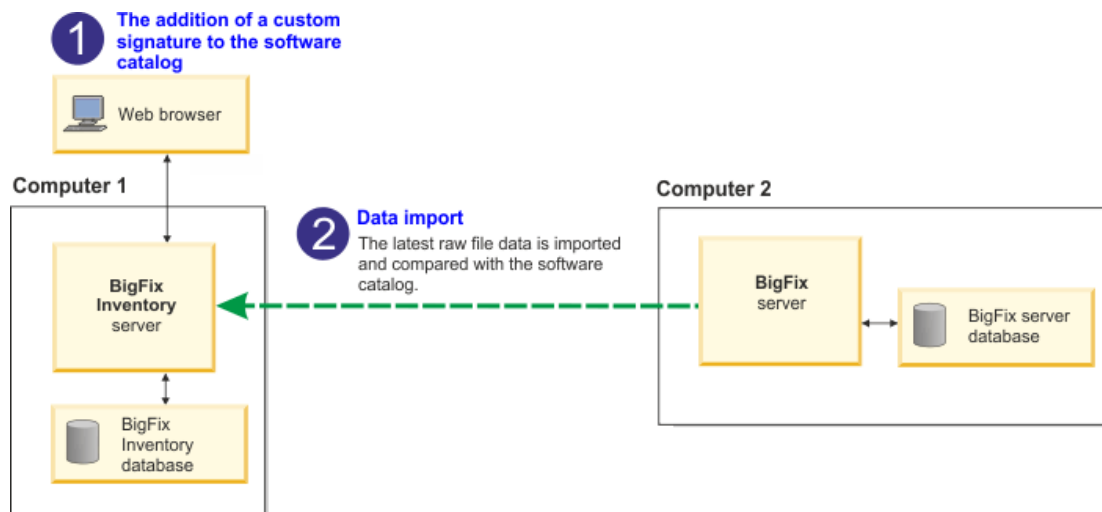 1
The addition of a custom
signature to the software
catalog
Web browser
Computer 1
BigFix
Inventory
server
BigFix
Inventory
database
2
Data import
The latest raw file data is imported
and compared with the software
catalog.
Computer 2
BigFix
server
BigFix server
database